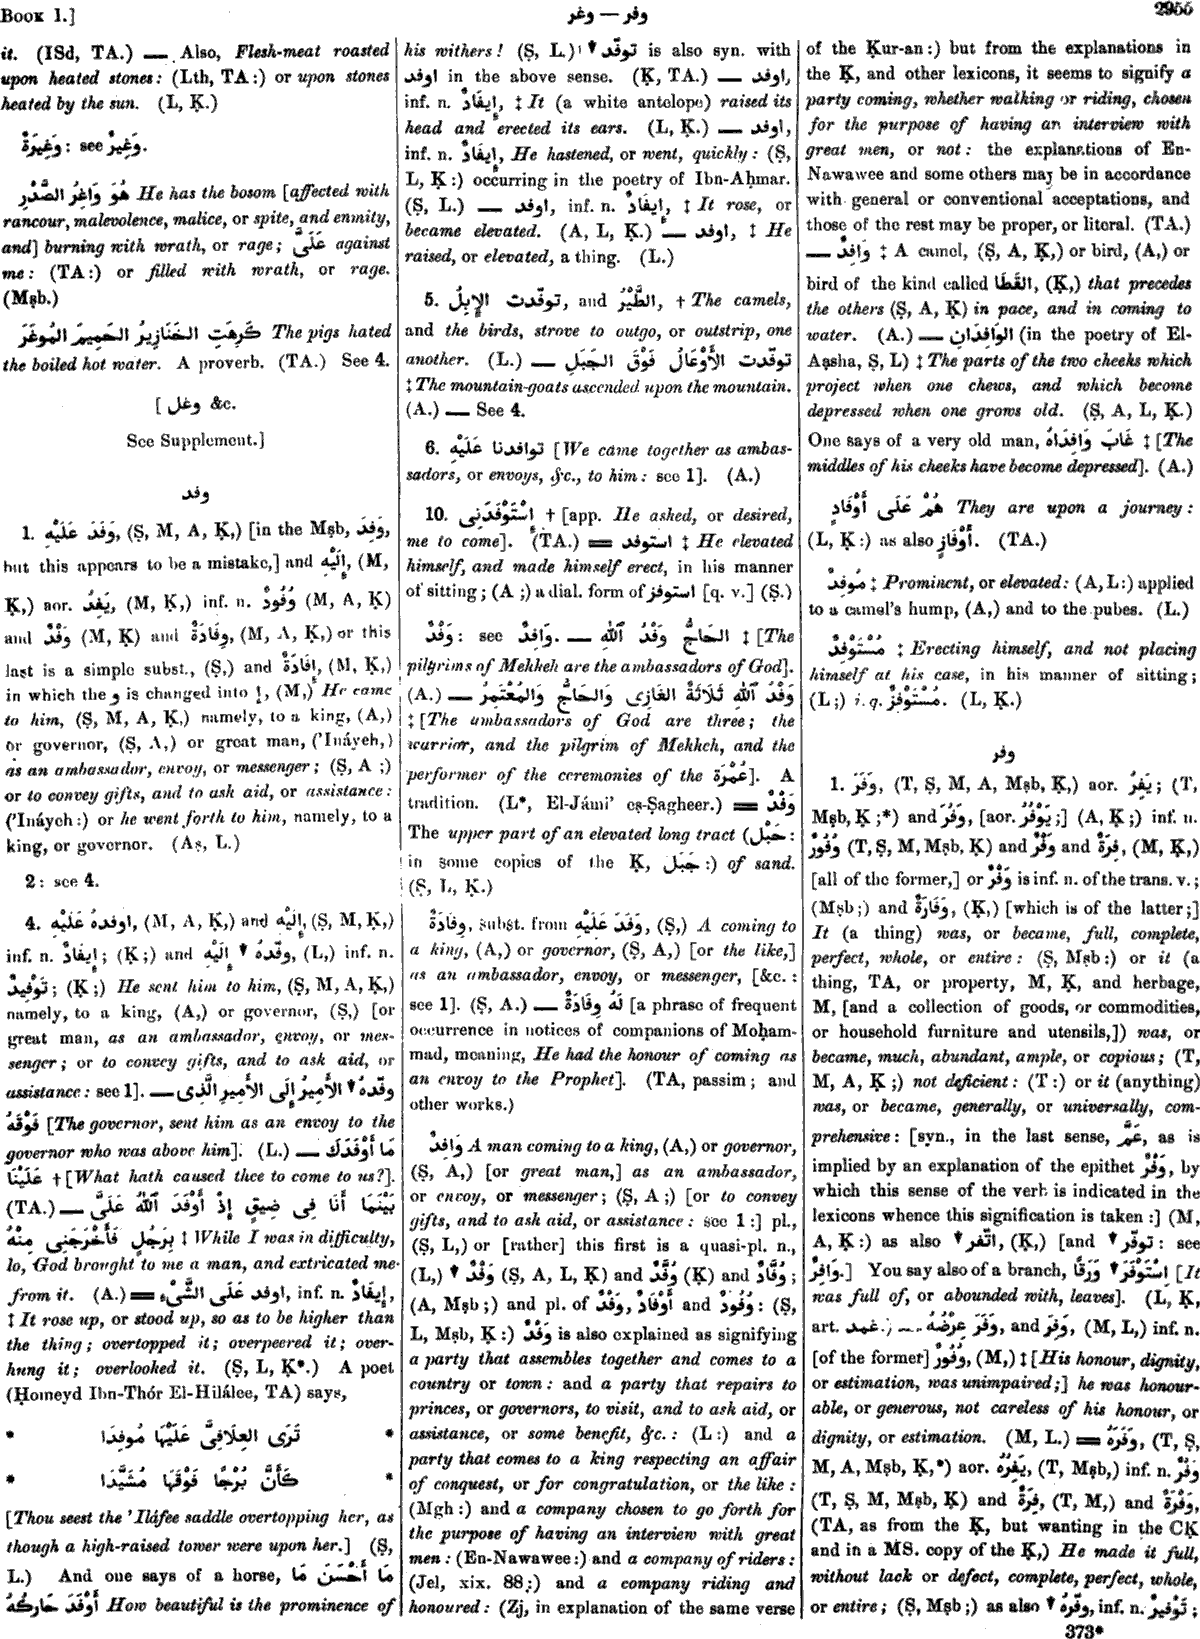 BOOK I.]
وغر — وفر
2955
it. (ISd, TA.) — Also, Flesh-meat roasted
upon heated stones: (Lth, TA:) or upon stones
heated by the sun. (L, Ḳ.)
وَغِيرَةٌ: see وَغِيرٌ.
هُوَ وَاغِرُ الصَّدْرِ He has the bosom [affected with
rancour, malevolence, malice, or spite, and enmity,
and] burning with wrath, or rage; عَلَىَّ against
me: (TA:) or filled with wrath, or rage.
(Mṣb.)
كَرِهَتِ الخَنَازِيرُ الحَمِيمَ المُوغَرَ The pigs hated
the boiled hot water. A proverb. (TA.) See 4.
[ وغل &c.
See Supplement.]
وفد
1. وَفَدَ عَلَيْهِ, (Ṣ, M, A, Ḳ,) [in the Mṣb, وَفِدَ,
but this appears to be a mistake,] and إِلَيْهِ, (M,
Ḳ,) aor. يَفِدُ, (M, Ḳ,) inf. n. وُفُودٌ (M, A, Ḳ)
and وَفْدٌ (M, Ḳ) and وِفَادَةٌ, (M, A, Ḳ,) or this
last is a simple subst., (Ṣ,) and إِفَادَةٌ, (M, Ḳ,)
in which the و is changed into إ, (M,) He came
to him, (Ṣ, M, A, Ḳ,) namely, to a king, (A,)
or governor, (Ṣ, A,) or great man, ('Ináyeh,)
as an ambassador, envoy, or messenger; (Ṣ, A;)
or to convey gifts, and to ask aid, or assistance:
('Ináyeh:) or he went forth to him, namely, to a
king, or governor. (Aṣ, L.)
2: see 4.
4. اوفدهُ عَلَيْهِ, (M, A, Ḳ,) and إِلَيْهِ, (Ṣ, M, Ḳ,)
inf. n. إِيفَادٌ; (Ḳ;) and إِلَيْهِ ▼ وفّدهُ, (L,) inf. n.
تَوْفِيدٌ; (Ḳ;) He sent him to him, (Ṣ, M, A, Ḳ,)
namely, to a king, (A,) or governor, (Ṣ,) [or
great man, as an ambassador, envoy, or mes-
senger; or to convey gifts, and to ask aid, or
assistance: see 1]. — وفّدهُ ▼ الأَمِيرُ إِلَى الأَمِيرِ الَّذِى
فَوْقَهُ [The governor, sent him as an envoy to the
governor who was above him]. (L.) — مَا أَوْفَدَكَ
عَلَيْنَا † [What hath caused thee to come to us?].
(TA.) — بَيْنَمَا أَنَا فِى ضِيقٍ إِذْ أَوْفَدَ ٱللّٰهُ عَلَىَّ
بِرَجُلٍ فَأَخْرَجَنِى مِنْهُ ‡ While I was in difficulty,
lo, God brought to me a man, and extricated me
from it. (A.) = اوفد عَلَى الشَّىْءِ, inf. n. إِيفَادٌ,
‡ It rose up, or stood up, so as to be higher than
the thing; overtopped it; overpeered it; over-
hung it; overlooked it. (Ṣ, L, Ḳ*.) A poet
(Ḥomeyd Ibn-Thór El-Hilálee, TA) says,
* تَرَى العِلَافِىَّ عَلَيْهَا مُوفِدَا *
* كَأَنَّ بُرْجًا فَوْقَهَا مُشَيَّدَا *
[Thou seest the 'Iláfee saddle overtopping her, as
though a high-raised tower were upon her.] (Ṣ,
L.) And one says of a horse, مَا أَحْسَنَ مَا
أَوْفَدَ حَارِكُهُ How beautiful is the prominence of
his withers! (Ṣ, L.) ▼ توفّد is also syn. with
اوفد in the above sense. (Ḳ, TA.) — اوفد,
inf. n. إِيفَادٌ, ‡ It (a white antelope) raised its
head and erected its ears. (L, Ḳ.) — اوفد,
inf. n. إِيفَادٌ, He hastened, or went, quickly: (Ṣ,
L, Ḳ:) occurring in the poetry of Ibn-Aḥmar.
(Ṣ, L.) — اوفد, inf. n. إِيفَادٌ, ‡ It rose, or
became elevated. (A, L, Ḳ.) — اوفد, ‡ He
raised, or elevated, a thing. (L.)
5. توفّدت الإِبِلُ, and الطَّيْرُ, † The camels,
and the birds, strove to outgo, or outstrip, one
another. (L.) — توفّدت الأَوْعَالُ فَوْقَ الجَبَلِ
‡ The mountain-goats ascended upon the mountain.
(A.) — See 4.
6. توافدنا عَلَيْهِ [We came together as ambas-
sadors, or envoys, &c., to him: see 1]. (A.)
10. إِسْتَوْفَدَنِى † [app. He asked, or desired,
me to come]. (TA.) = استوفد ‡ He elevated
himself, and made himself erect, in his manner
of sitting; (A;) a dial. form of استوفز [q. v.] (Ṣ.)
وَفْدٌ: see وَافِدٌ. — الحَاجُّ وَفْدُ ٱللّٰهِ ‡ [The
pilgrims of Mekkeh are the ambassadors of God].
(A.) — وَفْدُ ٱللّٰهِ ثَلَاثَةٌ الغَازِى وَالحَاجُّ وَالمُعْتَمِرُ
‡ [The ambassadors of God are three; the
warrior, and the pilgrim of Mekkeh, and the
performer of the ceremonies of the عُمْرَة]. A
tradition. (L*, El-Jámi' eṣ-Ṣagheer.) = وَفْدٌ
The upper part of an elevated long tract (حَبْل:
in some copies of the Ḳ, جَبَل:) of sand.
(Ṣ, L, Ḳ.)
وِفَادَةٌ, subst. from وَفَدَ عَلَيْهِ, (Ṣ,) A coming to
a king, (A,) or governor, (Ṣ, A,) [or the like,]
as an ambassador, envoy, or messenger, [&c.:
see 1]. (Ṣ, A.) — لَهُ وِفَادَةٌ [a phrase of frequent
occurrence in notices of companions of Moḥam-
mad, meaning, He had the honour of coming as
an envoy to the Prophet]. (TA, passim; and
other works.)
وَافِدٌ A man coming to a king, (A,) or governor,
(Ṣ, A,) [or great man,] as an ambassador,
or envoy, or messenger; (Ṣ, A;) [or to convey
gifts, and to ask aid, or assistance: see 1:] pl.,
(Ṣ, L,) or [rather] this first is a quasi-pl. n.,
(L,) ▼ وَفْدٌ (Ṣ, A, L, Ḳ) and وُفَّدٌ (Ḳ) and وُفَّادٌ;
(A, Mṣb;) and pl. of وَفْدٌ, أَوْفَادٌ and وُفُودٌ: (Ṣ,
L, Mṣb, Ḳ:) وَفْدٌ is also explained as signifying
a party that assembles together and comes to a
country or town: and a party that repairs to
princes, or governors, to visit, and to ask aid, or
assistance, or some benefit, &c.: (L:) and a
party that comes to a king respecting an affair
of conquest, or for congratulation, or the like:
(Mgh:) and a company chosen to go forth for
the purpose of having an interview with great
men: (En-Nawawee:) and a company of riders:
(Jel, xix. 88;) and a company riding and
honoured: (Zj, in explanation of the same verse
of the Ḳur-an:) but from the explanations in
the Ḳ, and other lexicons, it seems to signify a
party coming, whether walking or riding, chosen
for the purpose of having an interview with
great men, or not: the explanations of En-
Nawawee and some others may be in accordance
with general or conventional acceptations, and
those of the rest may be proper, or literal. (TA.)
— وَافِدٌ ‡ A camel, (Ṣ, A, Ḳ,) or bird, (A,) or
bird of the kind called القَطَا, (Ḳ,) that precedes
the others (Ṣ, A, Ḳ) in pace, and in coming to
water. (A.) — الوَافِدَانِ (in the poetry of El-
Aạsha, Ṣ, L) ‡ The parts of the two cheeks which
project when one chews, and which become
depressed when one grows old. (Ṣ, A, L, Ḳ.)
One says of a very old man, غَابَ وَافِدَاهُ ‡ [The
middles of his cheeks have become depressed]. (A.)
هُمْ عَلَى أَوْفَادٍ They are upon a journey:
(L, Ḳ:) as also أَوْفَازٍ. (TA.)
مُوفِدٌ ‡ Prominent, or elevated: (A, L:) applied
to a camel's hump, (A,) and to the pubes. (L.)
مُسْتَوْفِدٌ ‡ Erecting himself, and not placing
himself at his ease, in his manner of sitting;
(L;) i. q. مُسْتَوْفِزٌ. (L, Ḳ.)
وفر
1. وَفَرَ, (T, Ṣ, M, A, Mṣb, Ḳ,) aor. يَفِرُ; (T,
Mṣb, Ḳ;*) and وَفُرَ, [aor. يَوْفُرُ;] (A, Ḳ;) inf. n.
وُفُورٌ (T, Ṣ, M, Mṣb, Ḳ) and وَفْرٌ and فِرَةٌ, (M, Ḳ,)
[all of the former,] or وَفْرٌ is inf. n. of the trans. v.;
(Mṣb;) and وَفَارَةٌ, (Ḳ,) [which is of the latter;]
It (a thing) was, or became, full, complete,
perfect, whole, or entire: (Ṣ, Mṣb:) or it (a
thing, TA, or property, M, Ḳ, and herbage,
M, [and a collection of goods, or commodities,
or household furniture and utensils,]) was, or
became, much, abundant, ample, or copious; (T,
M, A, Ḳ;) not deficient: (T:) or it (anything)
was, or became, generally, or universally, com-
prehensive: [syn., in the last sense, عَمَّ, as is
implied by an explanation of the epithet وَفْرٌ, by
which this sense of the verb is indicated in the
lexicons whence this signification is taken:] (M,
A, Ḳ:) as also ▼ اتّفر, (Ḳ,) [and ▼ توفّر: see
وَافِرٌ.] You say also of a branch, إِسْتَوْفَرَ ▼ وَرَقًا [It
was full of, or abounded with, leaves]. (L, Ḳ,
art. غمد.) — وَفَرَ عِرْضُهُ, and وَفِرَ, (M, L,) inf. n.
[of the former] وُفُورٌ, (M,) ‡ [His honour, dignity,
or estimation, was unimpaired;] he was honour-
able, or generous, not careless of his honour, or
dignity, or estimation. (M, L.) = وَفَرَهُ, (T, Ṣ,
M, A, Mṣb, Ḳ,*) aor. يَفِرُهُ, (T, Mṣb,) inf. n. وَفْرٌ
(T, Ṣ, M, Mṣb, Ḳ) and فِرَةٌ, (T, M,) and وَفْرَةٌ,
(TA, as from the Ḳ, but wanting in the CḲ
and in a MS. copy of the Ḳ,) He made it full,
without lack or defect, complete, perfect, whole,
or entire; (Ṣ, Mṣb;) as also ▼ وفّرهُ, inf. n. تَوْفِيرٌ;
373*